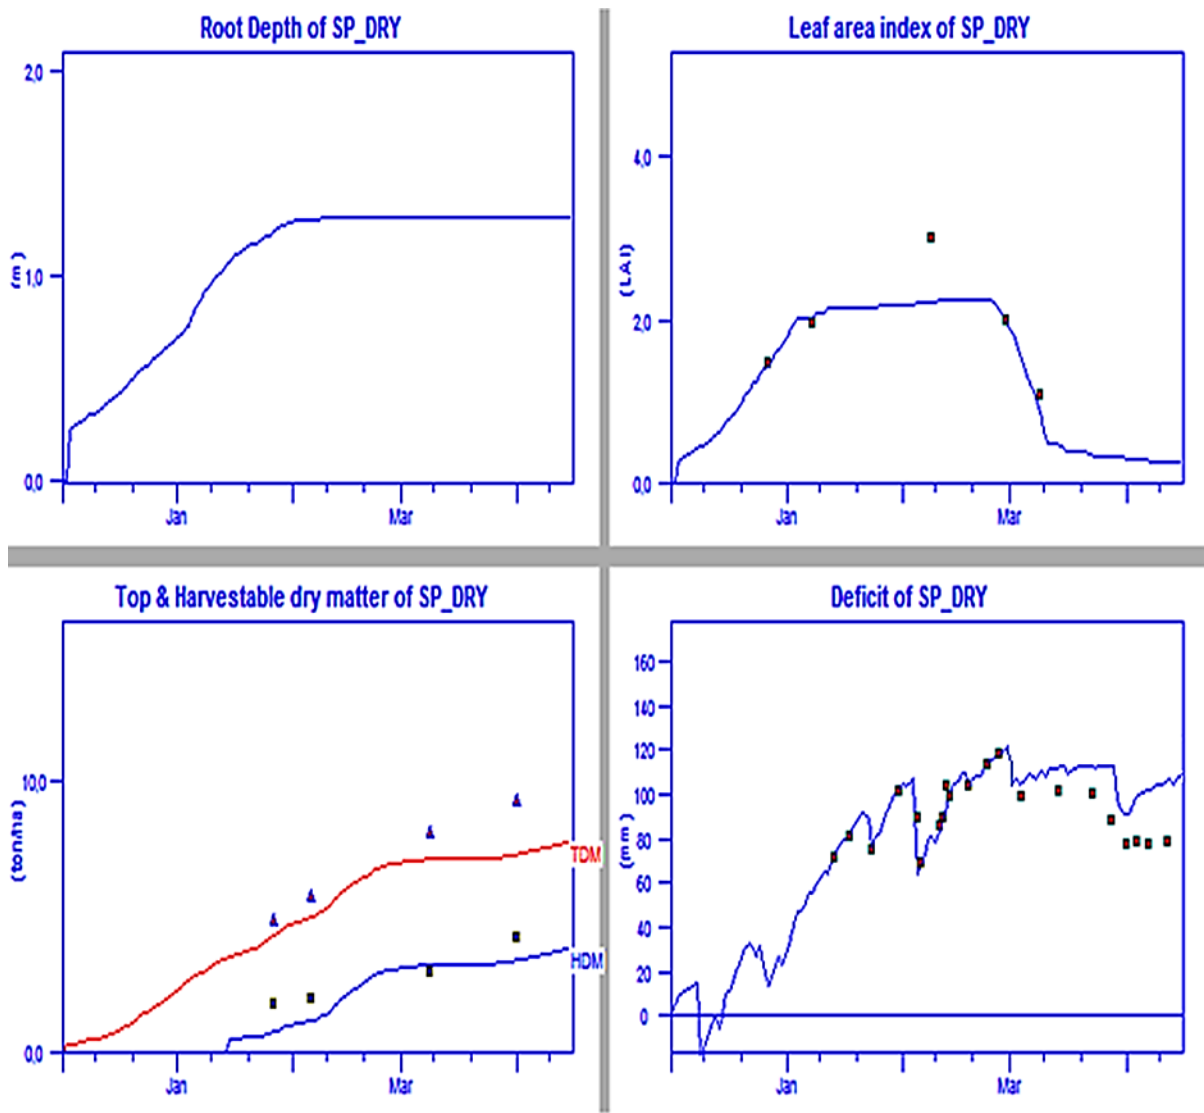 Root Depth of SP_DRY
2,0
1,0
0,0
(m)
Jan
Mar
Leaf area index of SP_DRY
4,0
2,0
0,0
(LAI)
Jan
Mar
Top & Harvestable dry matter of SP_DRY
10,0
0,0
(ton/ha)
TDM
HDM
Jan
Mar
Deficit of SP_DRY
160
140
120
100
80
60
40
20
0
(mm)
Jan
Mar